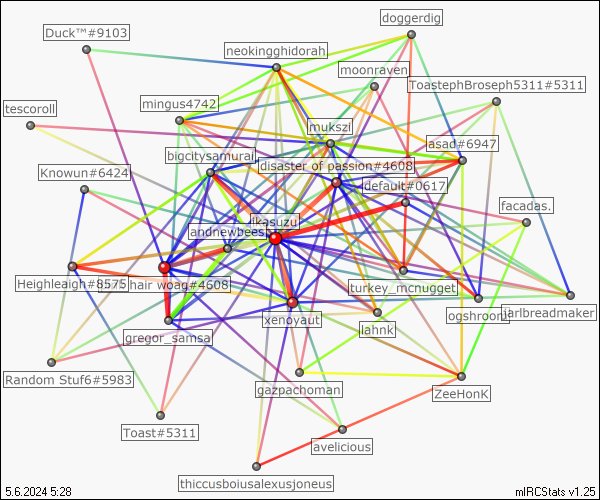 doggerdig
Duck™#9103
neokingghidorah
moonraven
ToastephBroseph5311#5311
tescoroll
mingus4742
mukszi
asad#6947
bigcitysamurai
disaster of passion#4608
Knowun#6424
default#0617
facadas.
likasuzu
andnewbees
Heighleaigh#8575
hair woag#4608
turkey_mcnugget
ogshroom
jarlbreadmaker
xenoyaut
lahnk
gregor_samsa
Random Stuf6#5983
gazpachoman
ZeeHonK
Toast#5311
avelicious
thiccusboiusalexusjoneus
5.6.2024 5:28
mIRCStats v1.25